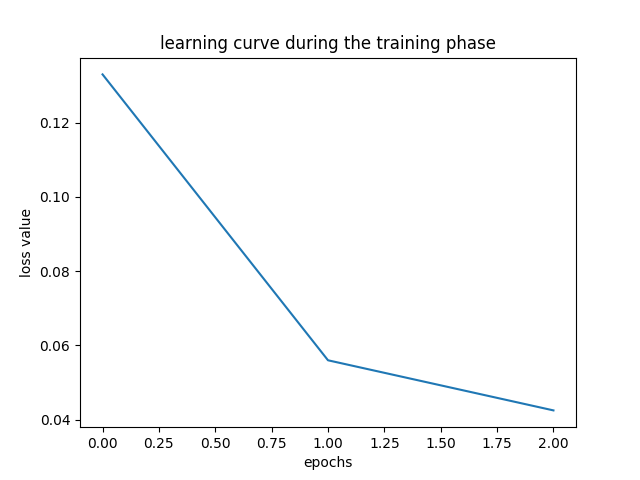 learning curve during the training phase
0.12
0.10
0.08
0.06
0.04
loss value
0.00 0.25 0.50 0.75 1.00 1.25 1.50 1.75 2.00
epochs